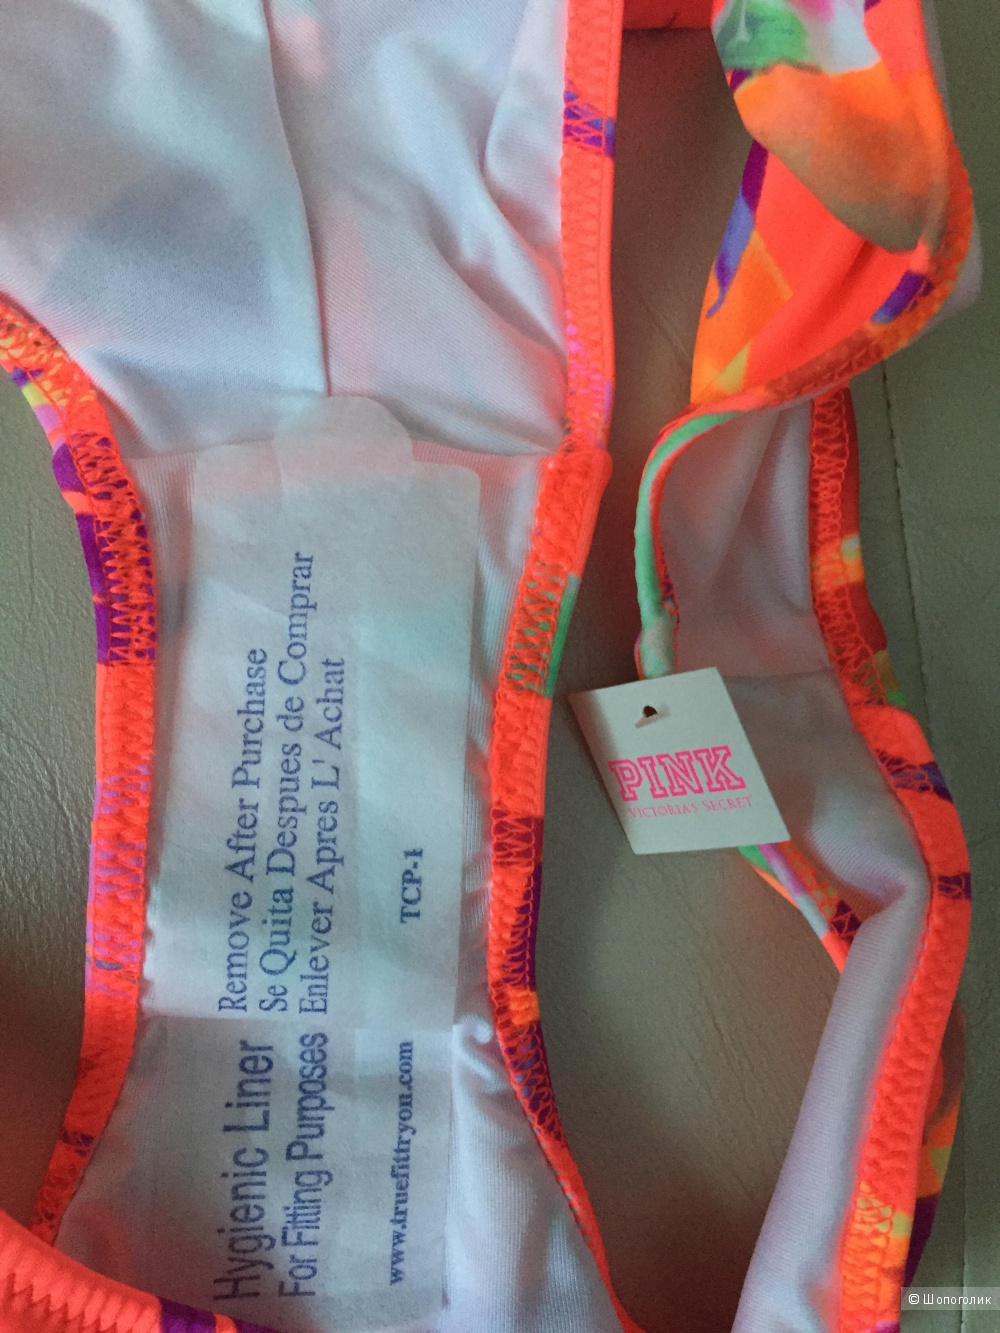 Hygienic Liner
For Fitting Purposes
www.truefittryon.com
Remove After Purchase
Se Quita Despues de Comprar
Enlever Apres L' Achat
TCP-1
PINK
VICTORIA'S SECRET
© Шопоголик